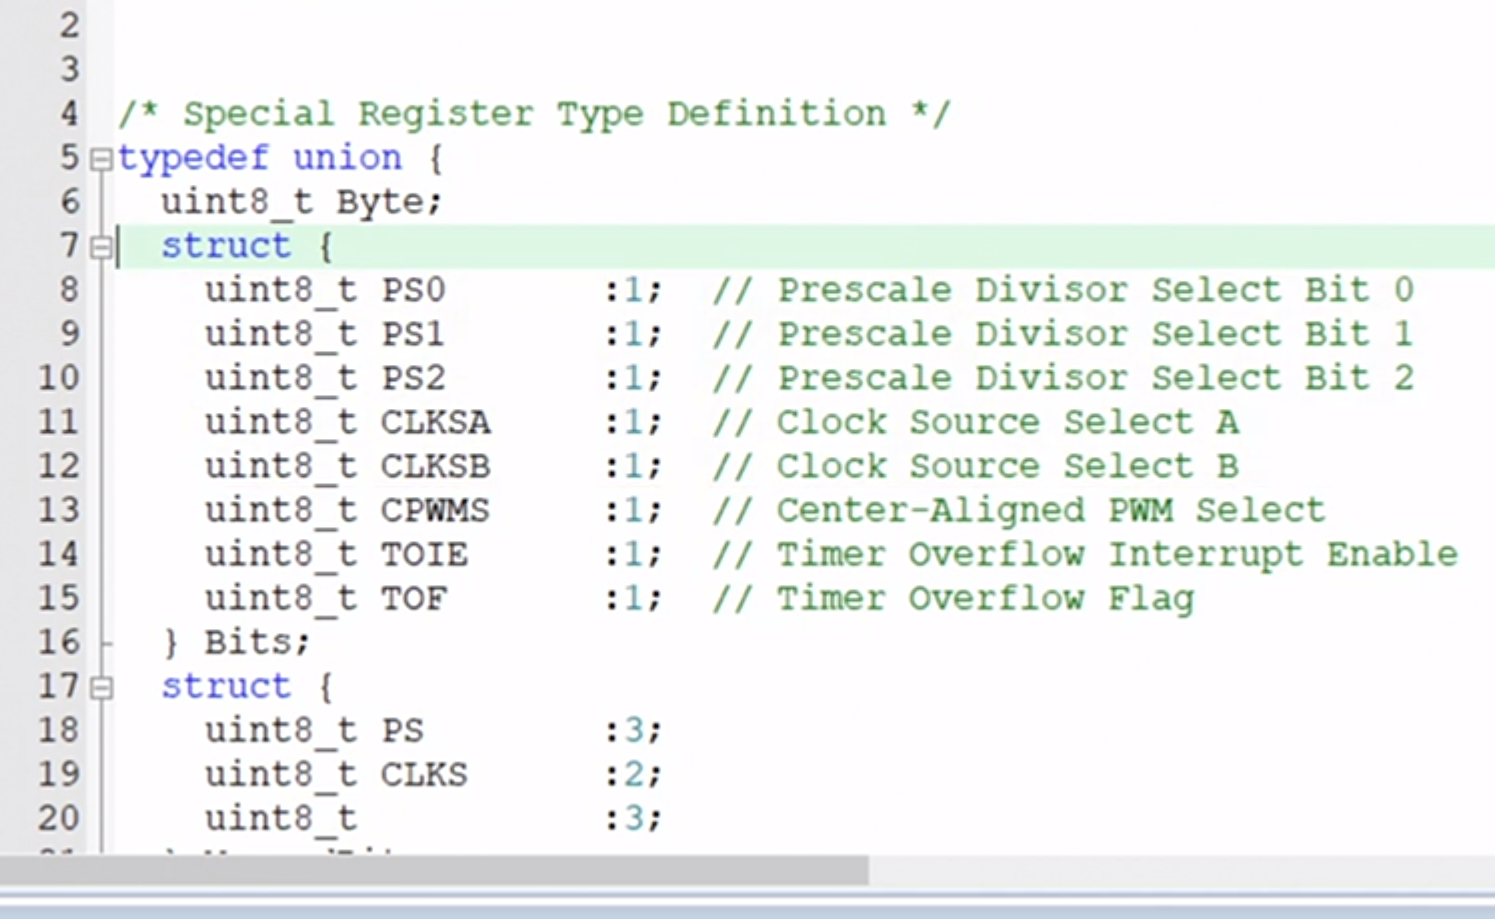 2
3
4 /* Special Register Type Definition */
5 typedef union {
6 uint8_t Byte;
7 struct {
8 uint8_t PS0 :1; // Prescale Divisor Select Bit 0
9 uint8_t PS1 :1; // Prescale Divisor Select Bit 1
10 uint8_t PS2 :1; // Prescale Divisor Select Bit 2
11 uint8_t CLKSA :1; // Clock Source Select A
12 uint8_t CLKSB :1; // Clock Source Select B
13 uint8_t CPWMS :1; // Center-Aligned PWM Select
14 uint8_t TOIE :1; // Timer Overflow Interrupt Enable
15 uint8_t TOF :1; // Timer Overflow Flag
16 } Bits;
17 struct {
18 uint8_t PS :3;
19 uint8_t CLKS :2;
20 uint8_t :3;